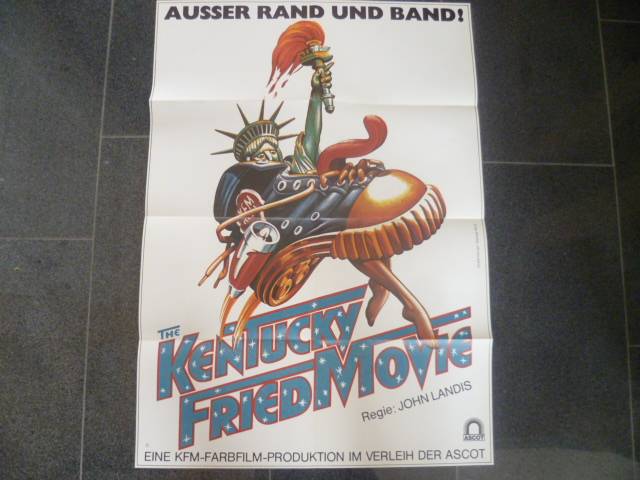 AUSSER RAND UND BAND!
KFM
THE
KENTUCKY
FRIED MOVIE
Regie: JOHN LANDIS
ASCOT
EINE KFM-FARBFILM-PRODUKTION IM VERLEIH DER ASCOT